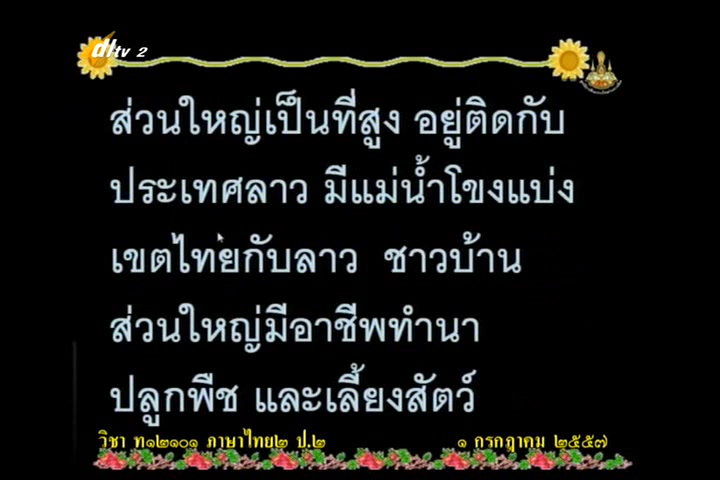 dltv 2
ส่วนใหญ่เป็นที่สูง อยู่ติดกับ
ประเทศลาว มีแม่น้ำโขงแบ่ง
เขตไทยกับลาว ชาวบ้าน
ส่วนใหญ่มีอาชีพทำนา
ปลูกพืช และเลี้ยงสัตว์
วิชา ท๑๒๑๐๑ ภาษาไทย๒ ป.๒ ๑ กรกฎาคม ๒๕๕๗